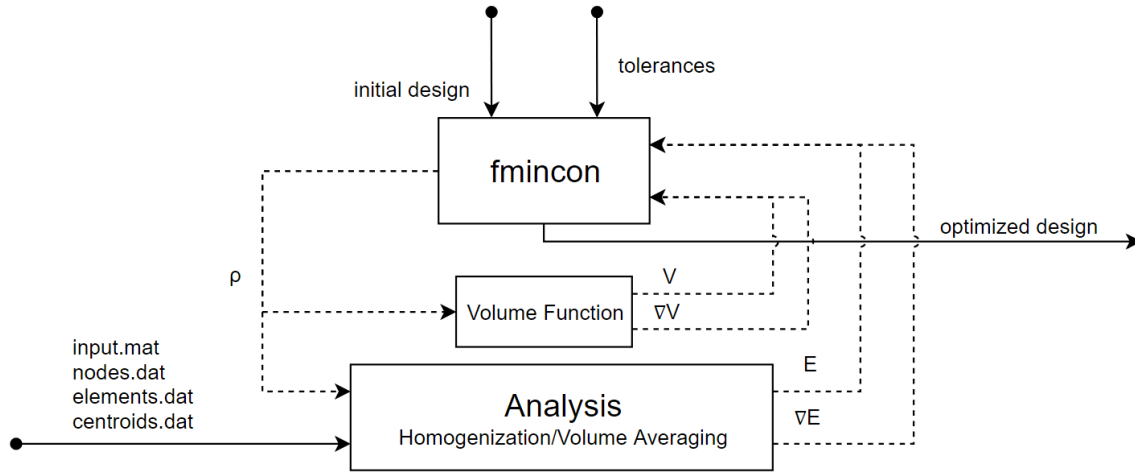 tolerances
initial design
fmincon
optimized design
ρ
V
Volume Function
∇V
input.mat
nodes.dat
elements.dat
centroids.dat
E
Analysis
∇E
Homogenization/Volume Averaging